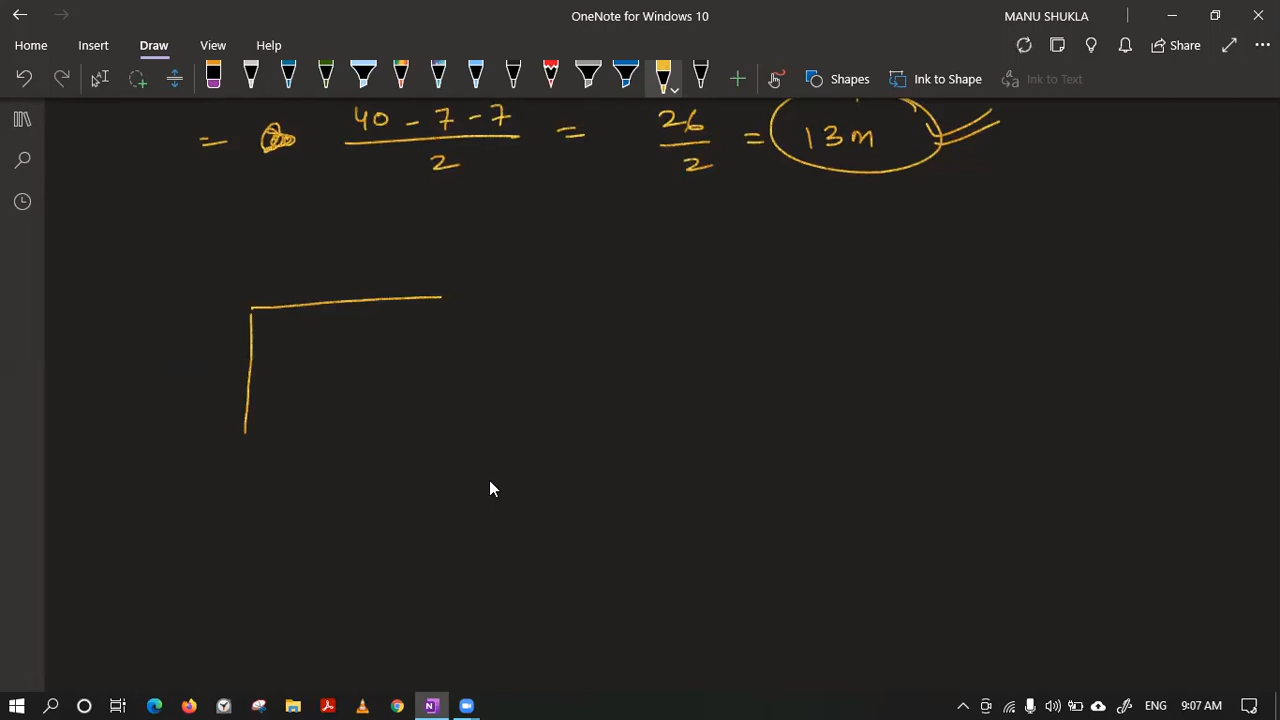 OneNote for Windows 10
MANU SHUKLA
Home Insert Draw View Help
Share
Shapes
Ink to Shape
Ink to Text
= 40 - 7 - 7 / 2 = 26 / 2 = 13 m
ENG 9:07 AM